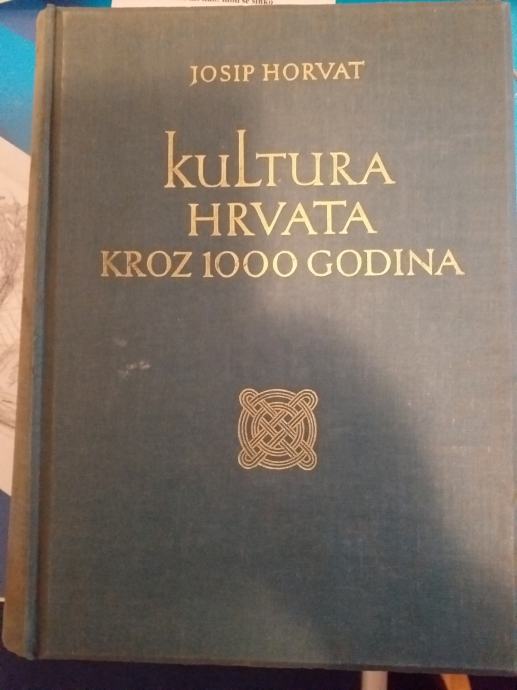 JOSIP HORVAT
kuLTURA
HRVATA
KROZ 1000 GODINA